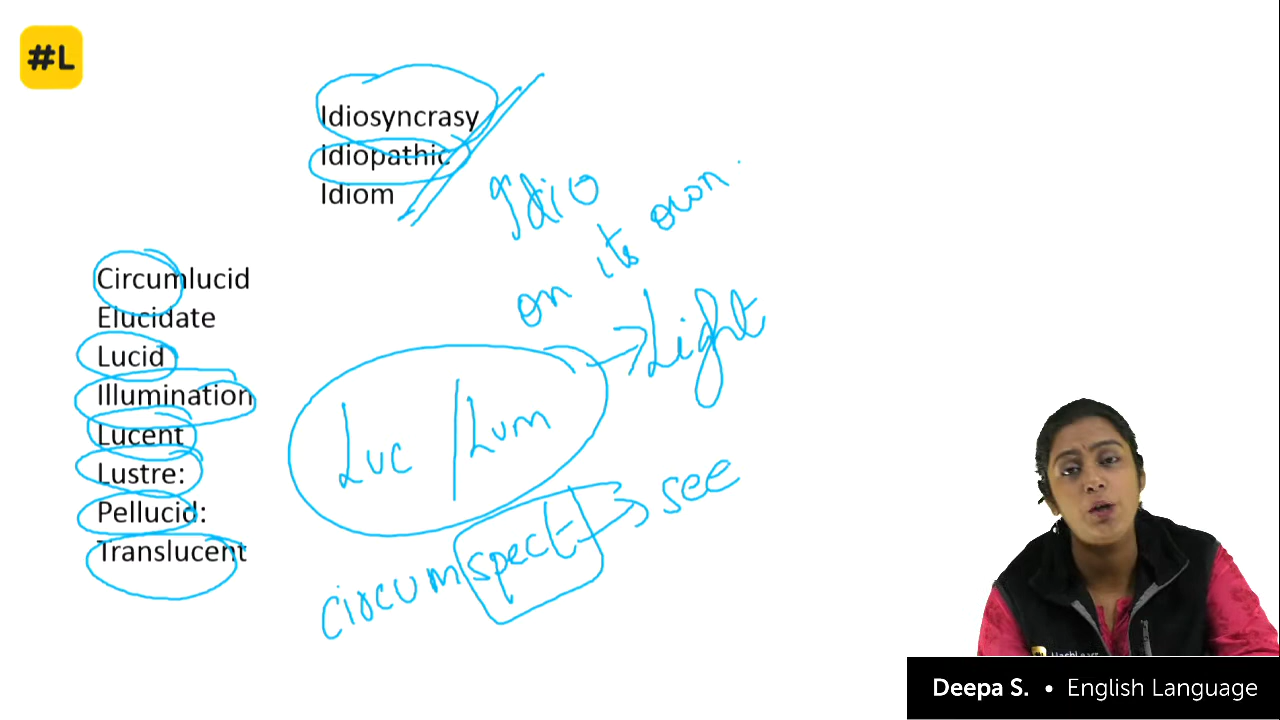 #L
Idiosyncrasy
Idiopathic
Idiom
Idio
on its own
Circumlucid
Elucidate
Lucid
Illumination
Lucent
Lustre:
Pellucid:
Translucent
Luc / Lum
Light
circumspect
see
HashLearn
Deepa S. • English Language